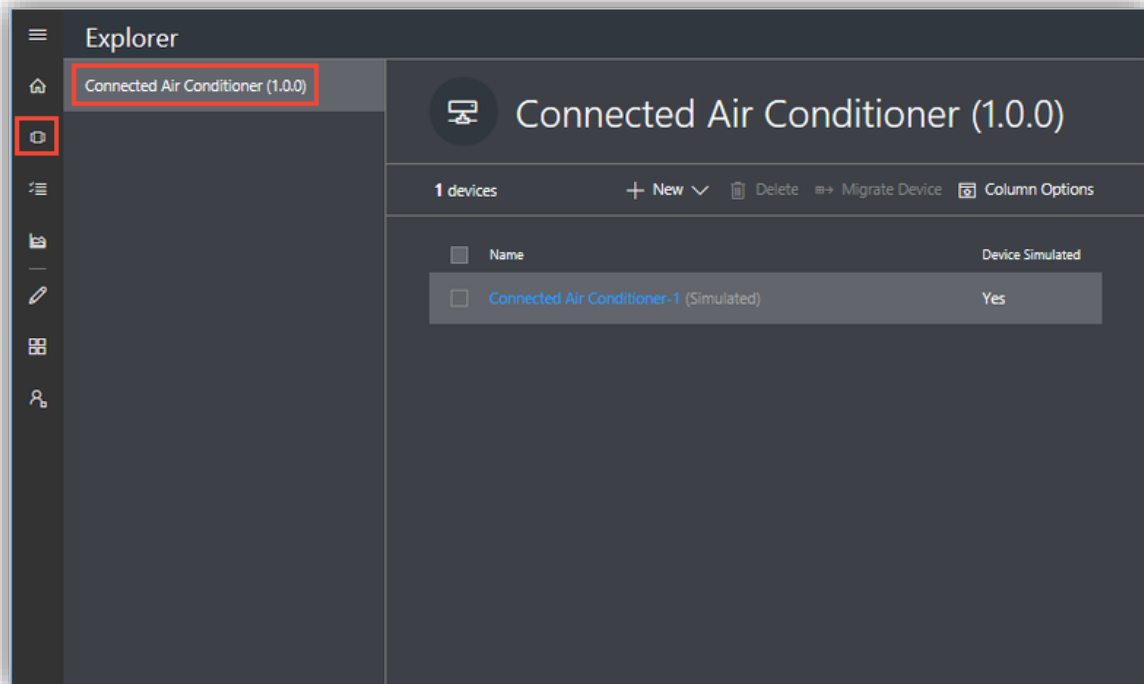 Explorer
Connected Air Conditioner (1.0.0)
Connected Air Conditioner (1.0.0)
1 devices New Delete Migrate Device Column Options
Name Device Simulated
Connected Air Conditioner-1 (Simulated) Yes